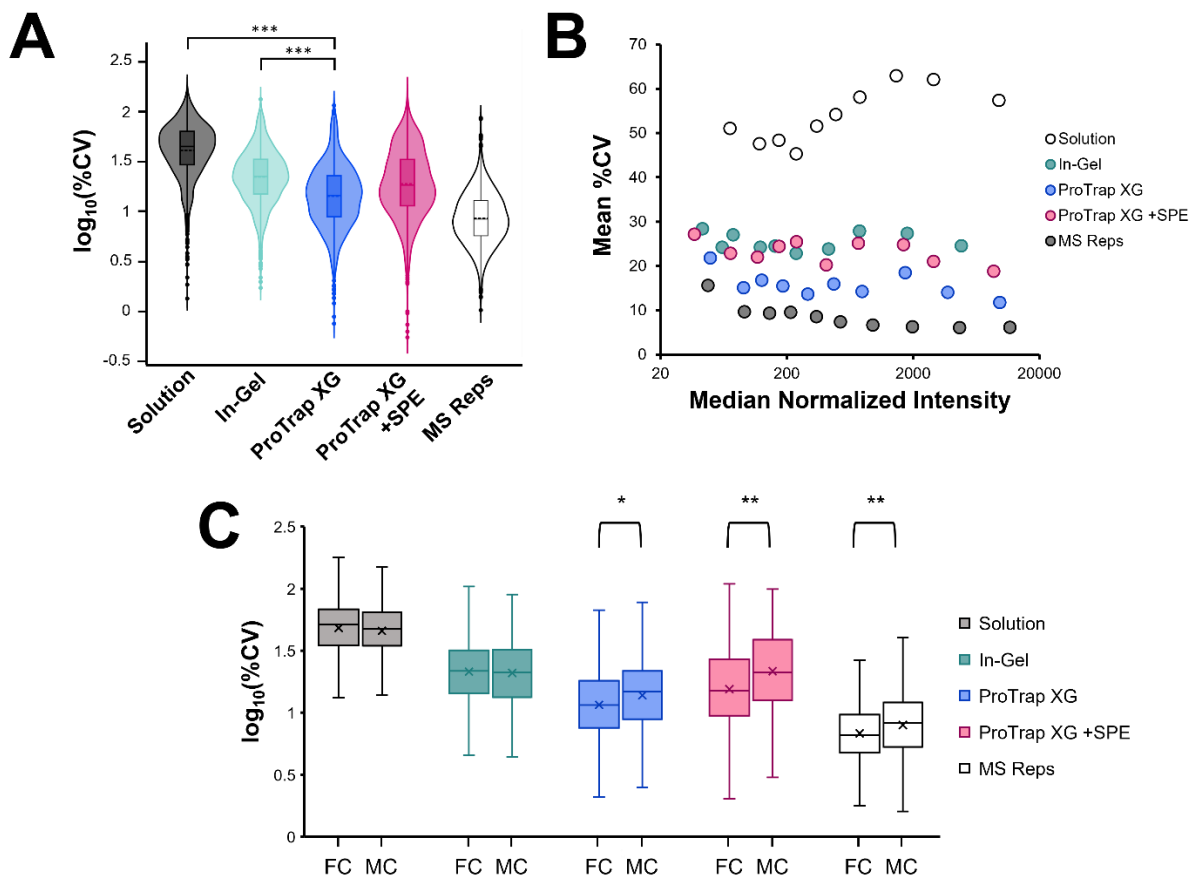 A
***
***
log10(%CV)
2.5
2.0
1.5
1.0
0.5
0
-0.5
Solution
In-Gel
ProTrap XG
ProTrap XG
+SPE
MS Reps
B
Mean %CV
70
60
50
40
30
20
10
0
20
200
2000
20000
Median Normalized Intensity
Solution
In-Gel
ProTrap XG
ProTrap XG +SPE
MS Reps
C
*
**
**
log10(%CV)
2.5
2
1.5
1
0.5
0
FC MC FC MC FC MC FC MC FC MC
Solution
In-Gel
ProTrap XG
ProTrap XG +SPE
MS Reps